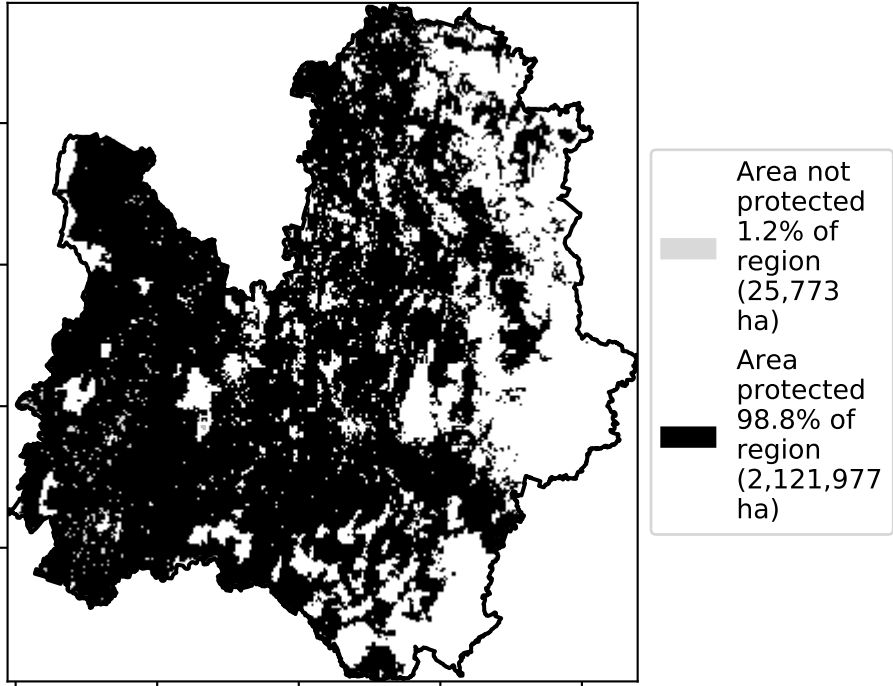 Area not
protected
1.2% of
region
(25,773
ha)
Area
protected
98.8% of
region
(2,121,977
ha)